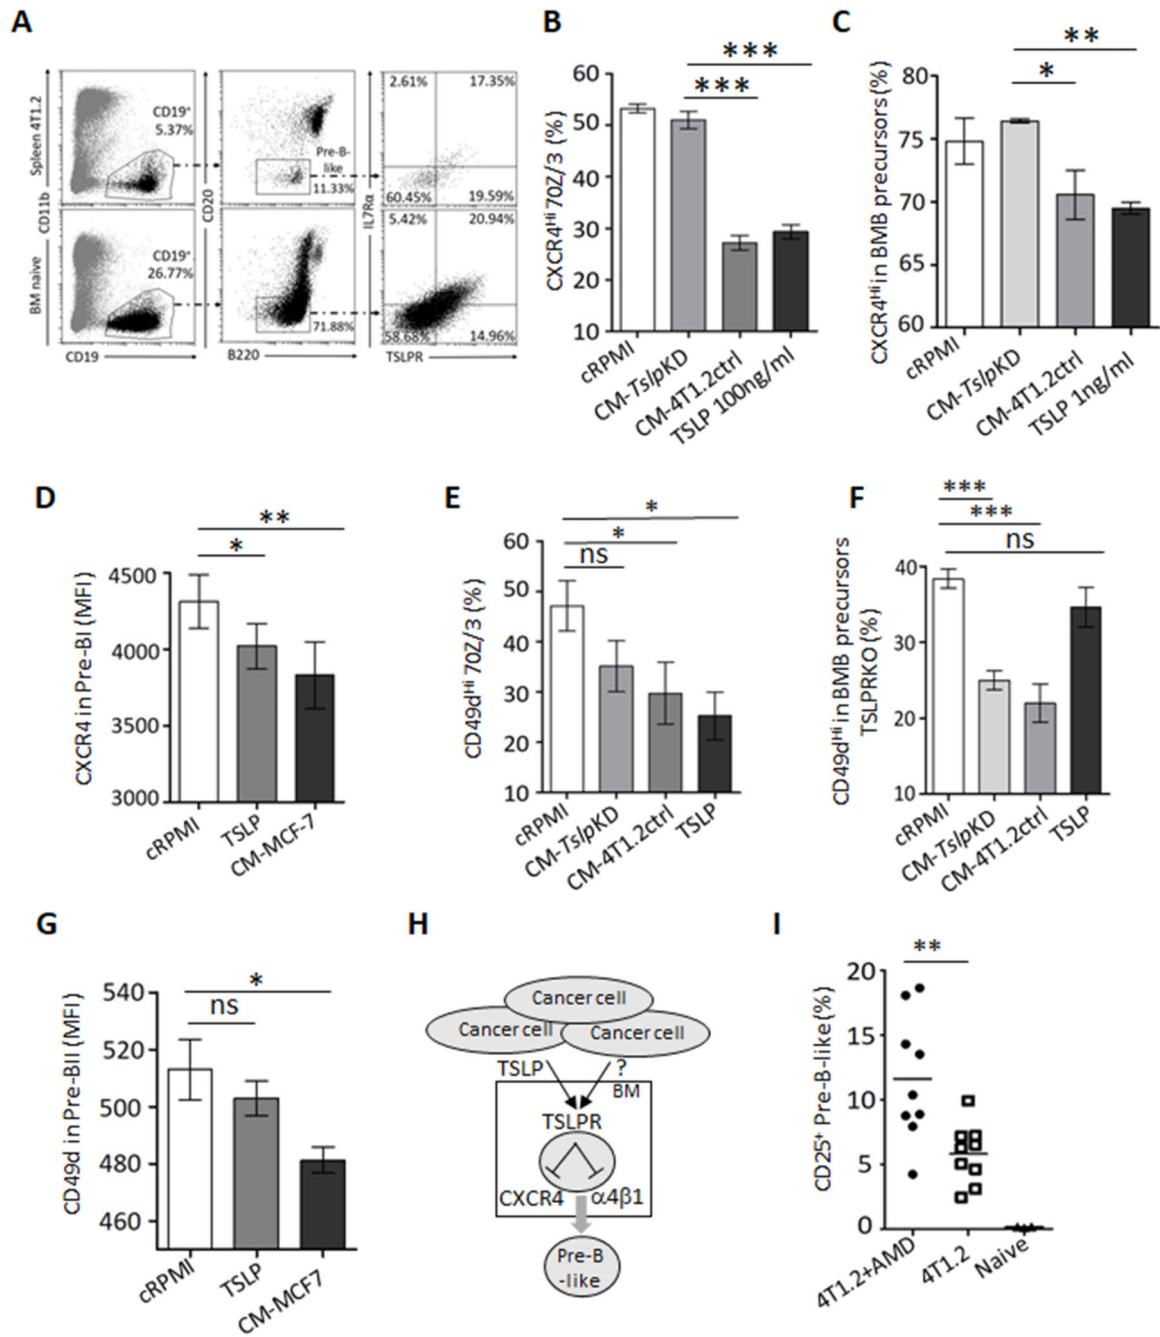 A
Spleen 4T1.2
BM naive
CD11b
CD19⁺
5.37%
CD19⁺
26.77%
CD19
CD20
Pre-B-
like
11.33%
71.88%
B220
IL7Rα
2.61%
17.35%
60.45%
19.59%
5.42%
20.94%
58.68%
14.96%
TSLPR
B
***
***
CXCR4ᴴⁱ 70Z/3 (%)
60
50
40
30
20
10
cRPMI
CM-TslpKD
CM-4T1.2ctrl
TSLP 100ng/ml
C
**
*
CXCR4ᴴⁱ in BMB precursors (%)
80
75
70
65
60
cRPMI
CM-TslpKD
CM-4T1.2ctrl
TSLP 1ng/ml
D
**
*
CXCR4 in Pre-BI (MFI)
4500
4000
3500
3000
cRPMI
TSLP
CM-MCF-7
E
*
*
ns
CD49dᴴⁱ 70Z/3 (%)
60
50
40
30
20
10
cRPMI
CM-TslpKD
CM-4T1.2ctrl
TSLP
F
***
***
ns
CD49dᴴⁱ in BMB precursors
TSLPRKO (%)
40
30
20
10
cRPMI
CM-TslpKD
CM-4T1.2ctrl
TSLP
G
*
ns
CD49d in Pre-BII (MFI)
540
520
500
480
460
cRPMI
TSLP
CM-MCF7
H
Cancer cell
Cancer cell
Cancer cell
TSLP
?
BM
TSLPR
CXCR4
α4β1
Pre-B
-like
I
**
CD25⁺ Pre-B-like(%)
20
15
10
5
0
4T1.2+AMD
4T1.2
Naive